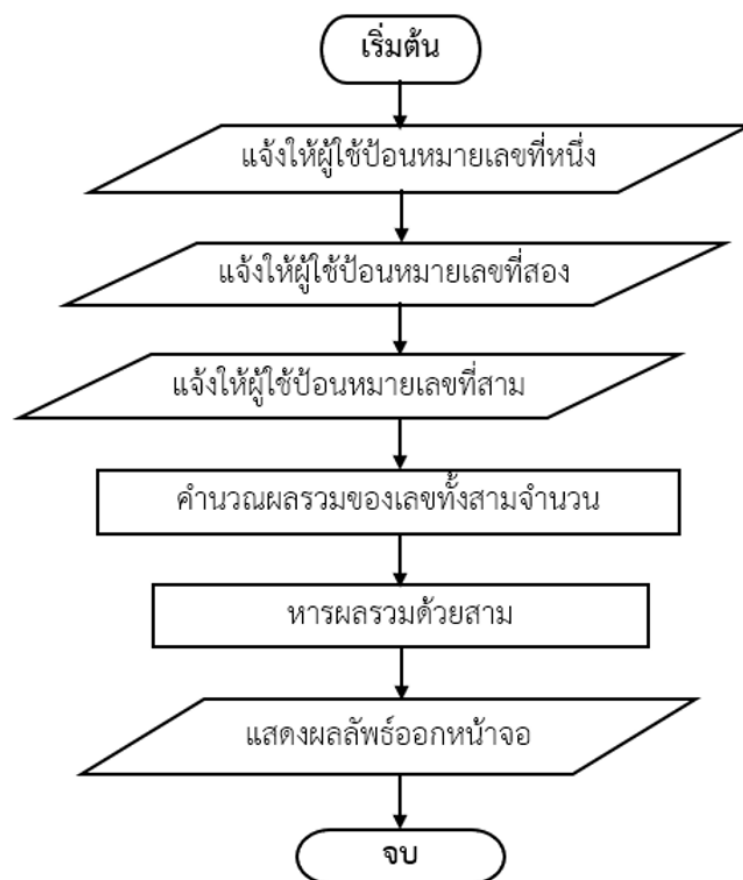 เริ่มต้น
แจ้งให้ผู้ใช้ป้อนหมายเลขที่หนึ่ง
แจ้งให้ผู้ใช้ป้อนหมายเลขที่สอง
แจ้งให้ผู้ใช้ป้อนหมายเลขที่สาม
คำนวณผลรวมของเลขทั้งสามจำนวน
หารผลรวมด้วยสาม
แสดงผลลัพธ์ออกหน้าจอ
จบ